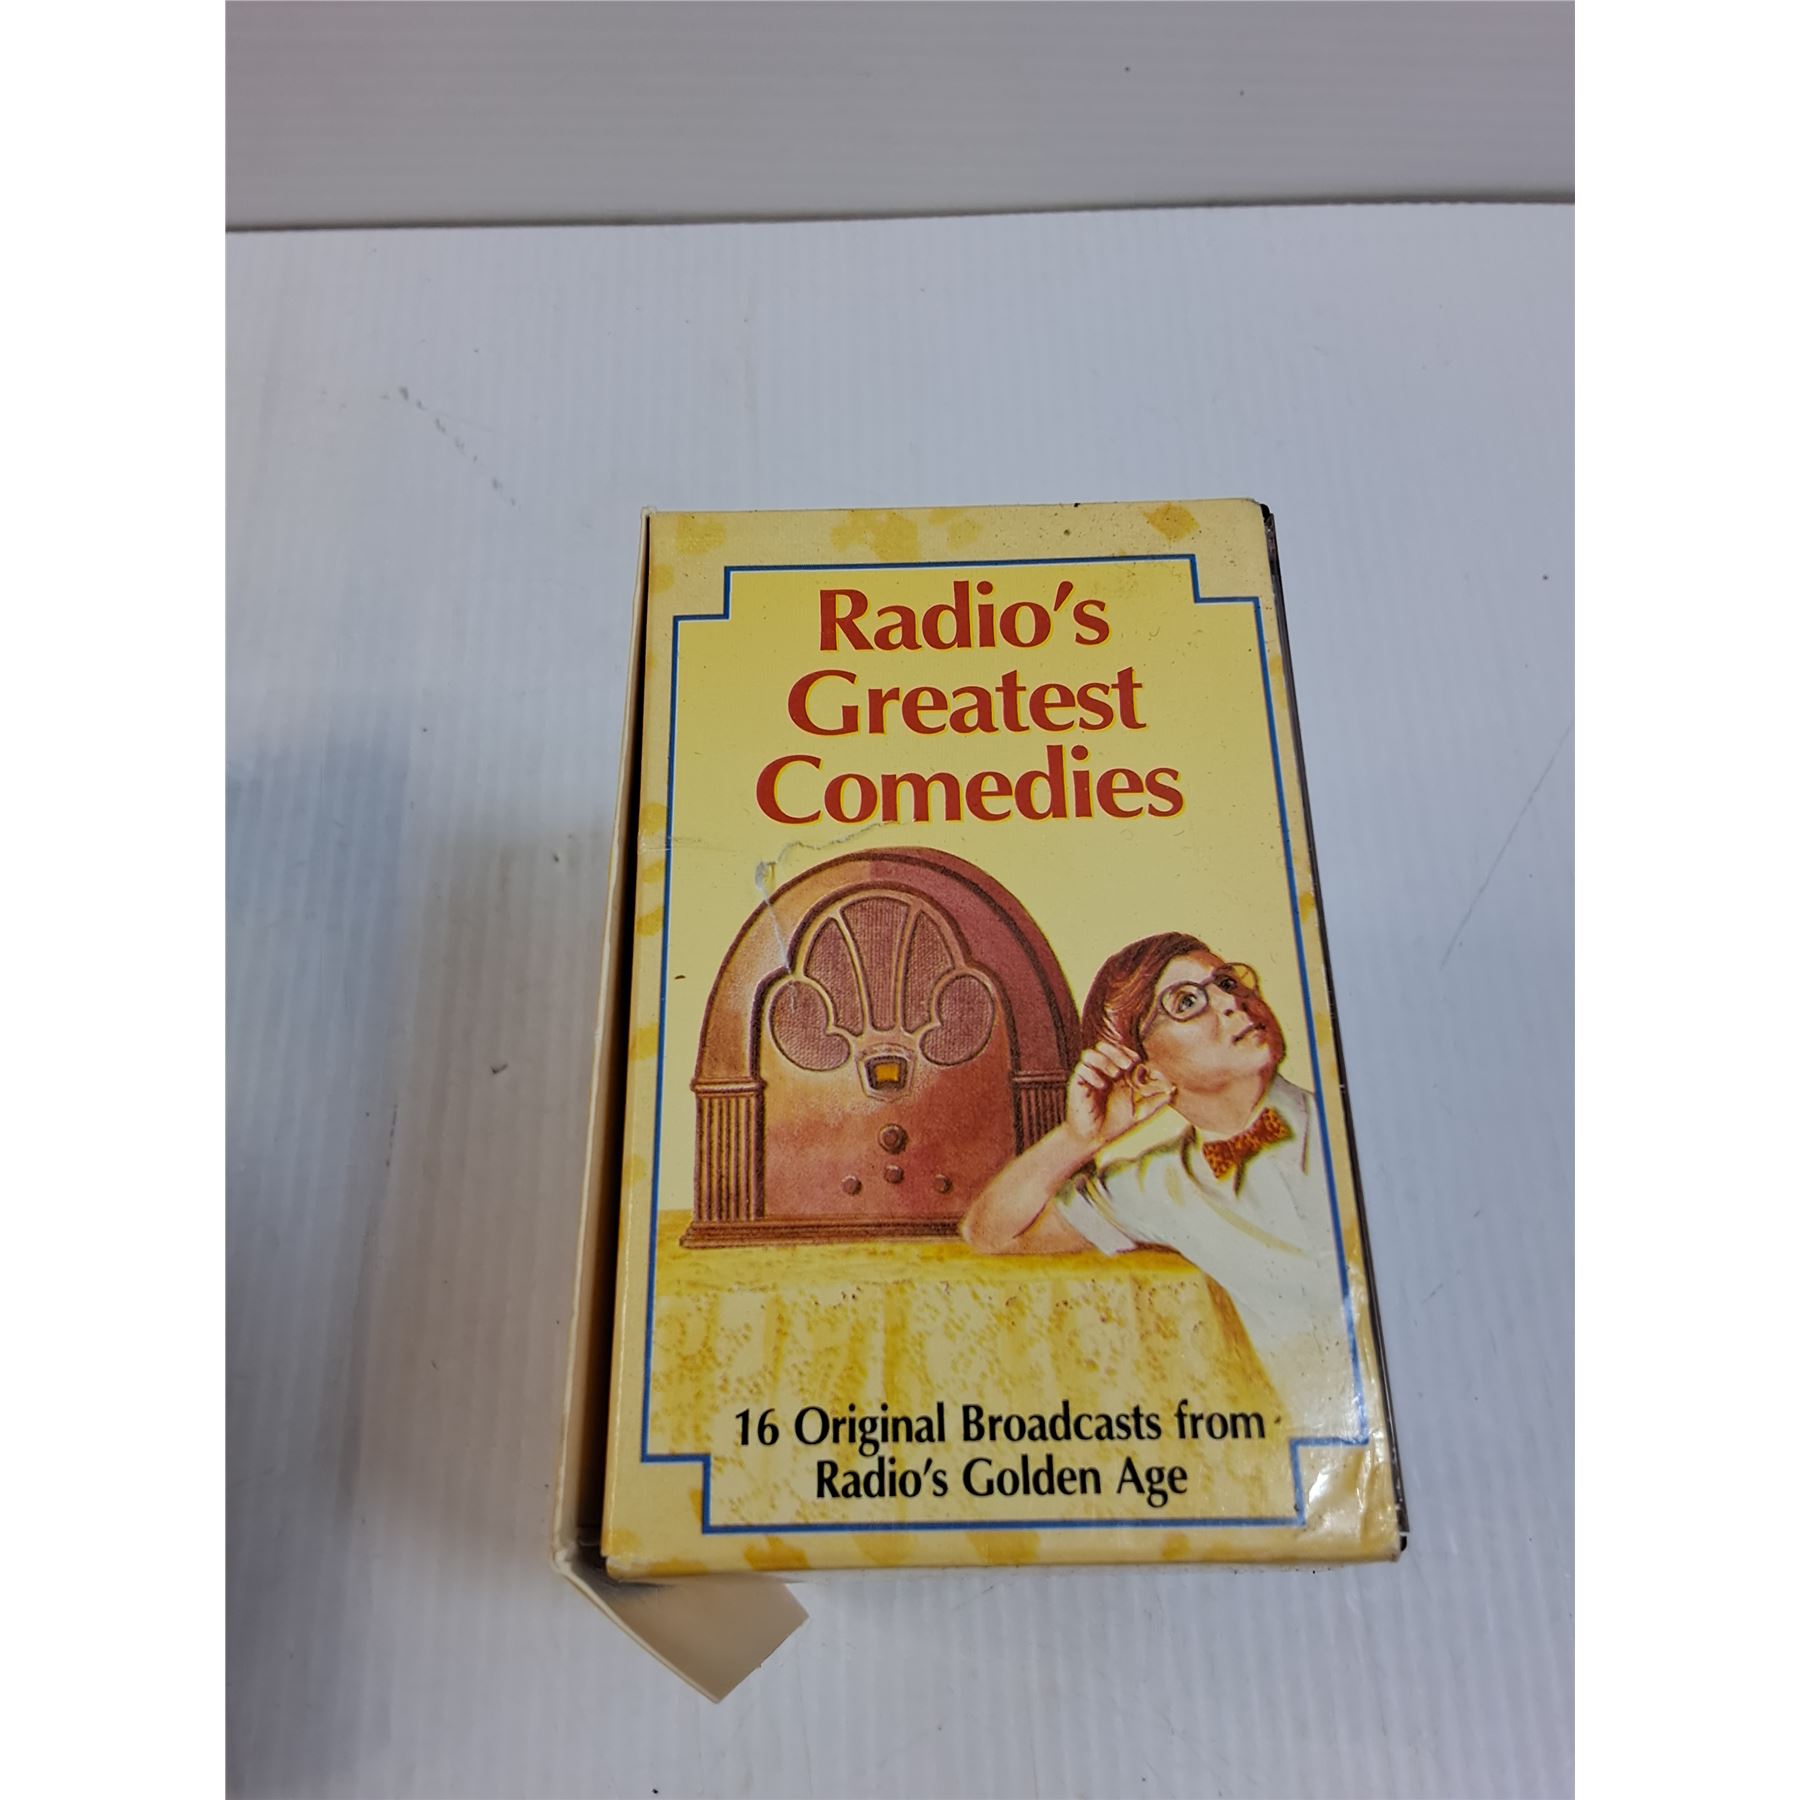 Radio's
Greatest
Comedies
16 Original Broadcasts from
Radio's Golden Age